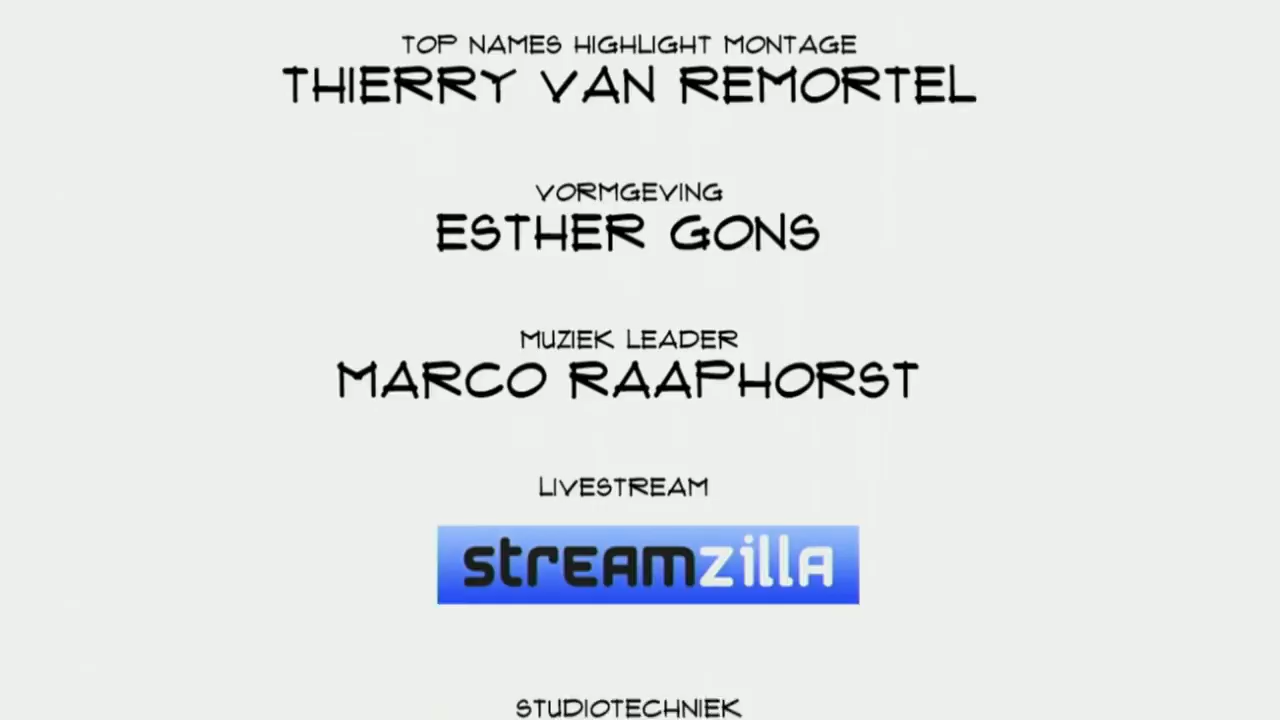 TOP NAMES HIGHLIGHT MONTAGE
THIERRY VAN REMORTEL
VORMGEVING
ESTHER GONS
MUZIEK LEADER
MARCO RAAPHORST
LIVESTREAM
streamzilla
STUDIOTECHNIEK